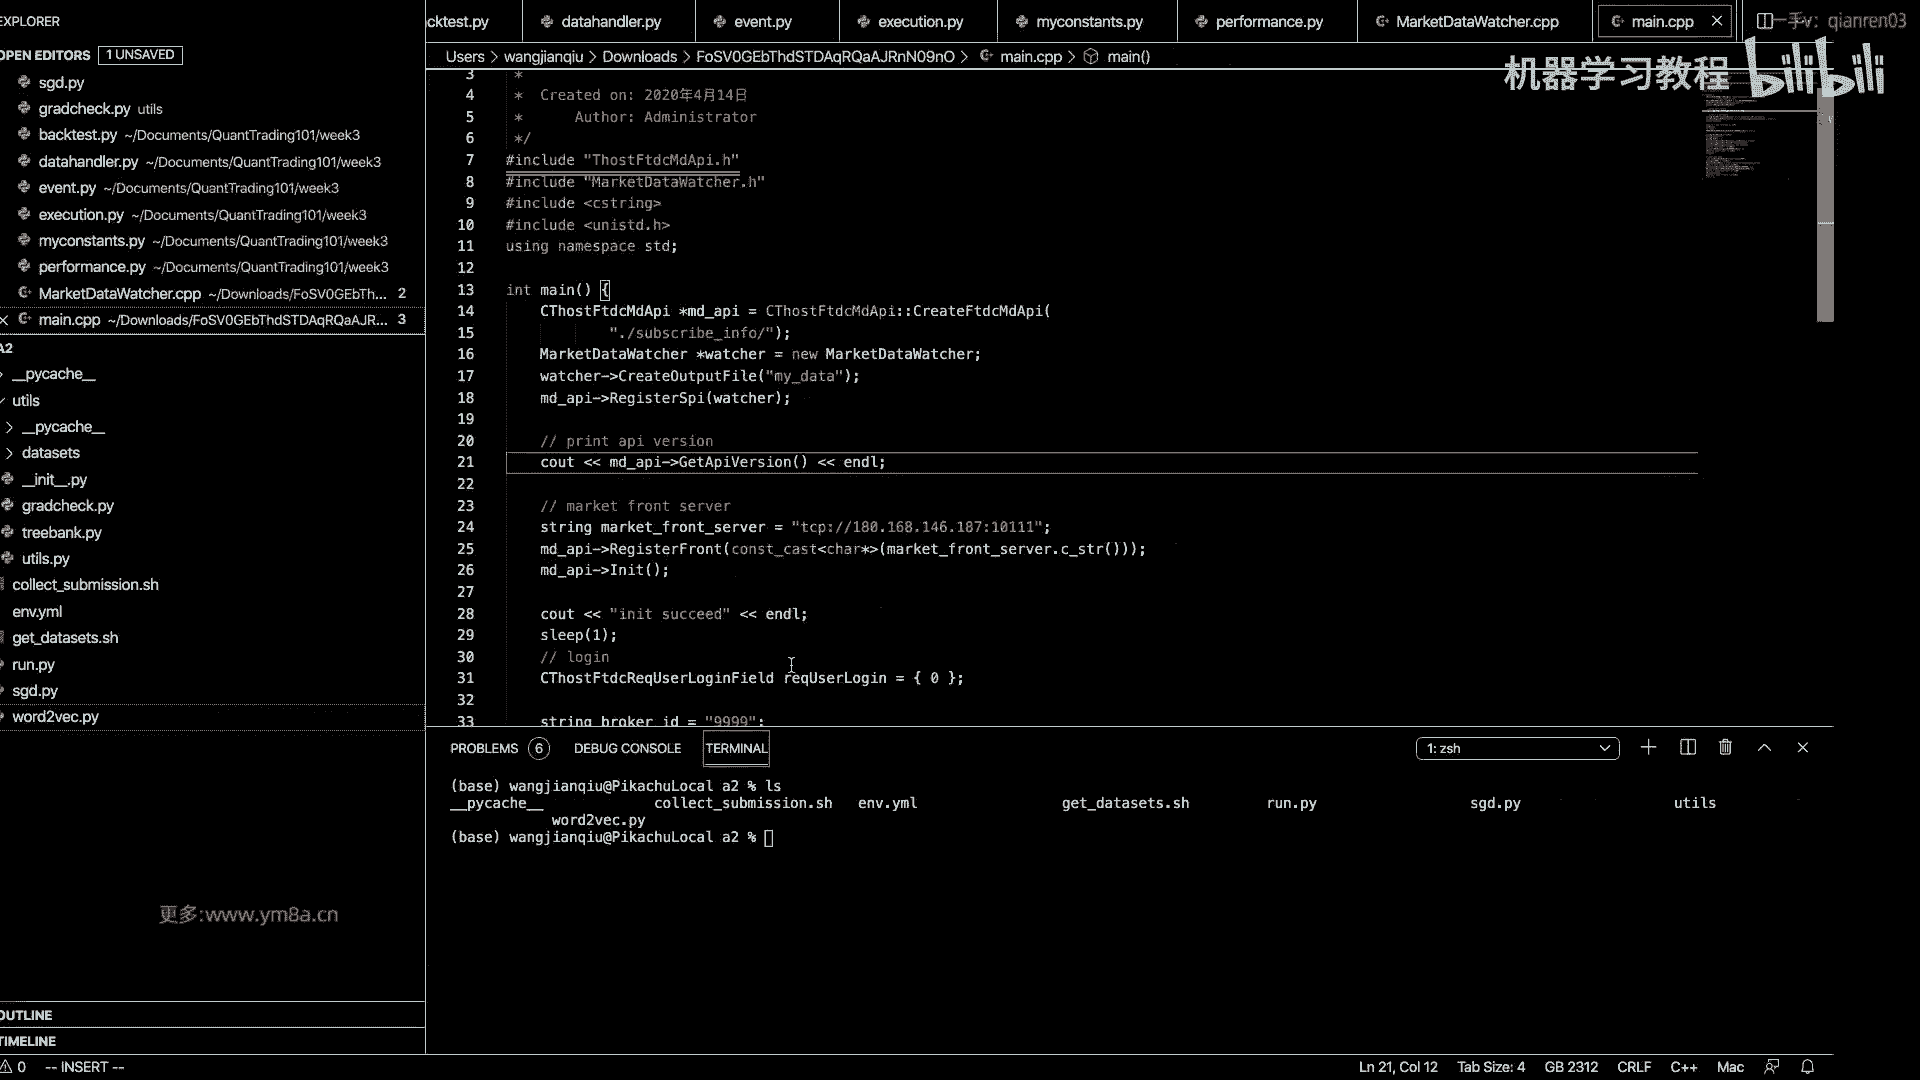 EXPLORER
cktest.py
datahandler.py
event.py
execution.py
myconstants.py
performance.py
MarketDataWatcher.cpp
main.cpp
一手v: qianren03
机器学习教程
bilibili
OPEN EDITORS 1 UNSAVED
sgd.py
gradcheck.py utils
backtest.py ~/Documents/QuantTrading101/week3
datahandler.py ~/Documents/QuantTrading101/week3
event.py ~/Documents/QuantTrading101/week3
execution.py ~/Documents/QuantTrading101/week3
myconstants.py ~/Documents/QuantTrading101/week3
performance.py ~/Documents/QuantTrading101/week3
MarketDataWatcher.cpp ~/Downloads/FoSV0GEbTh... 2
main.cpp ~/Downloads/FoSV0GEbThdSTDAqRQaAJR... 3
A2
__pycache__
utils
__pycache__
datasets
__init__.py
gradcheck.py
treebank.py
utils.py
collect_submission.sh
env.yml
get_datasets.sh
run.py
sgd.py
word2vec.py
更多:www.ym8a.cn
OUTLINE
TIMELINE
Users > wangjianqiu > Downloads > FoSV0GEbThdSTDAqRQaAJRnN09nO > main.cpp > main()
3 *
4 * Created on: 2020年4月14日
5 * Author: Administrator
6 */
7 #include "ThostFtdcMdApi.h"
8 #include "MarketDataWatcher.h"
9 #include <cstring>
10 #include <unistd.h>
11 using namespace std;
12
13 int main() {
14 CThostFtdcMdApi *md_api = CThostFtdcMdApi::CreateFtdcMdApi(
15 "./subscribe_info/");
16 MarketDataWatcher *watcher = new MarketDataWatcher;
17 watcher->CreateOutputFile("my_data");
18 md_api->RegisterSpi(watcher);
19
20 // print api version
21 cout << md_api->GetApiVersion() << endl;
22
23 // market front server
24 string market_front_server = "tcp://180.168.146.187:10111";
25 md_api->RegisterFront(const_cast<char*>(market_front_server.c_str()));
26 md_api->Init();
27
28 cout << "init succeed" << endl;
29 sleep(1);
30 // login
31 CThostFtdcReqUserLoginField reqUserLogin = { 0 };
32
33 string broker_id = "9999";
PROBLEMS 6 DEBUG CONSOLE TERMINAL 1: zsh
(base) wangjianqiu@PikachuLocal a2 % ls
__pycache__ collect_submission.sh env.yml get_datasets.sh run.py sgd.py utils
word2vec.py
(base) wangjianqiu@PikachuLocal a2 %
0 -- INSERT -- Ln 21, Col 12 Tab Size: 4 GB 2312 CRLF C++ Mac